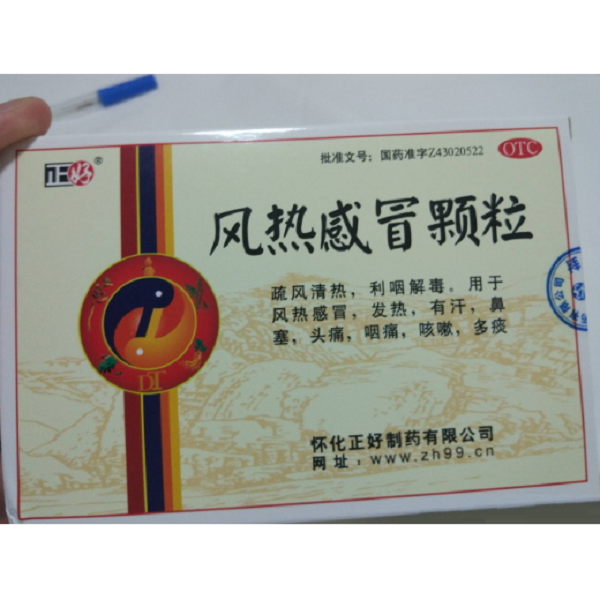 正好®
批准文号：国药准字Z43020522
OTC
风热感冒颗粒
疏风清热，利咽解毒。用于
风热感冒，发热，有汗，鼻
塞，头痛，咽痛，咳嗽，多痰
怀化正好制药有限公司
网址：www.zh99.cn